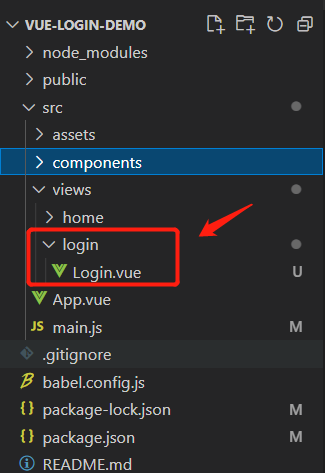 VUE-LOGIN-DEMO
node_modules
public
src
assets
components
views
home
login
Login.vue U
App.vue
JS main.js M
.gitignore
babel.config.js
{} package-lock.json M
{} package.json M
README.md